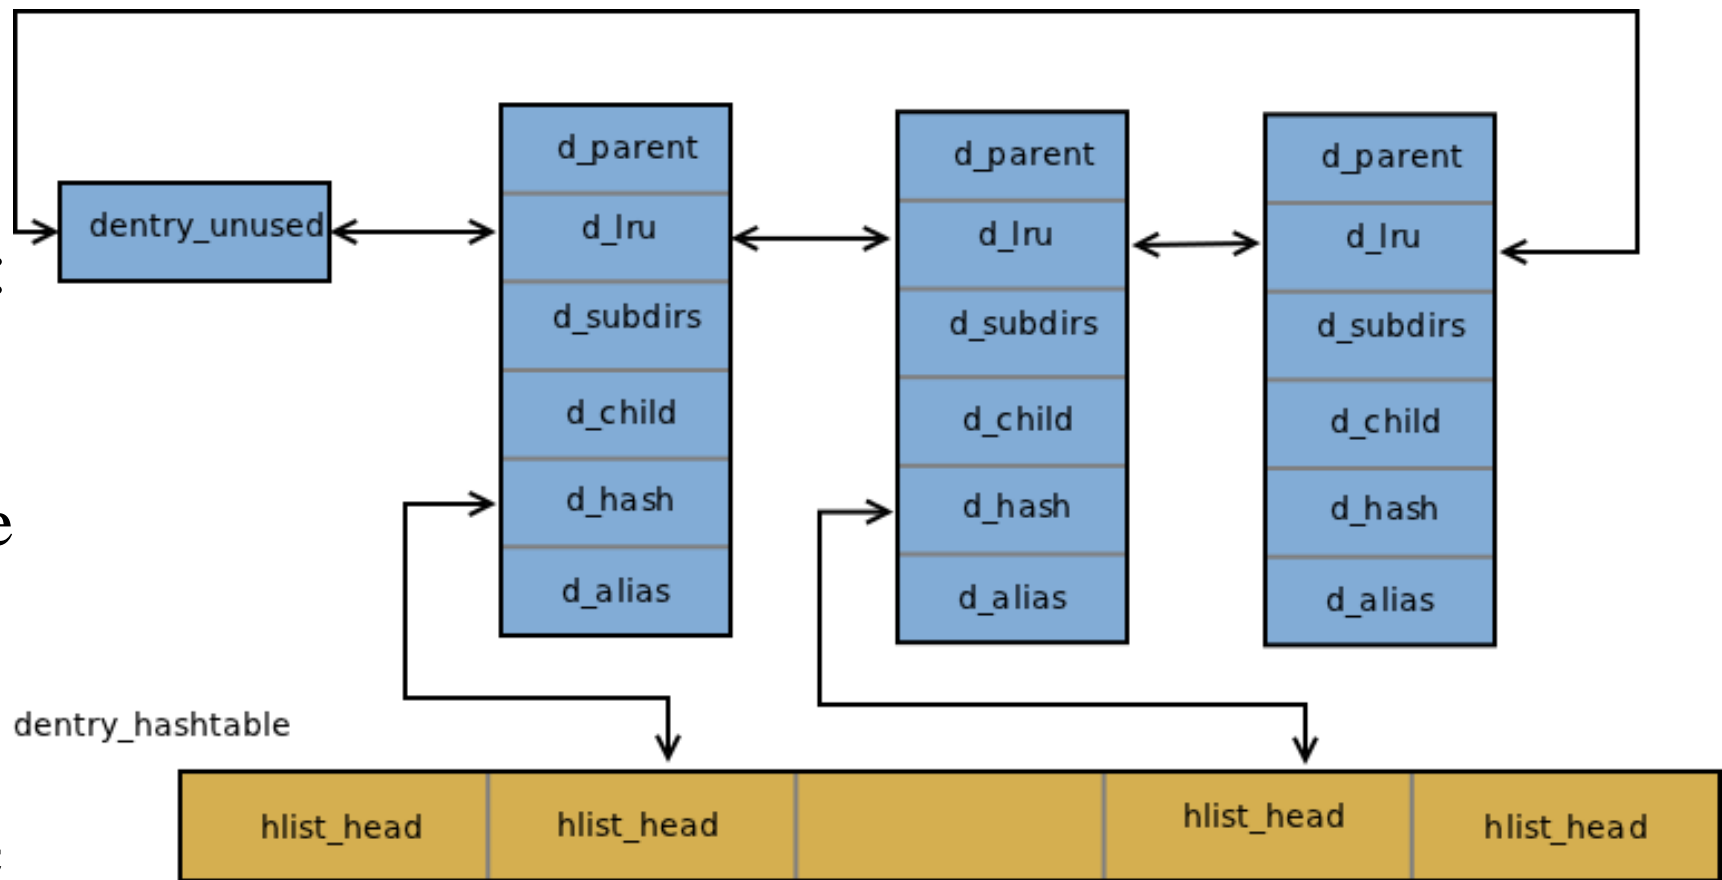 dentry_unused
d_parent
d_lru
d_subdirs
d_child
d_hash
d_alias
d_parent
d_lru
d_subdirs
d_child
d_hash
d_alias
d_parent
d_lru
d_subdirs
d_child
d_hash
d_alias
e
dentry_hashtable
hlist_head
hlist_head
hlist_head
hlist_head